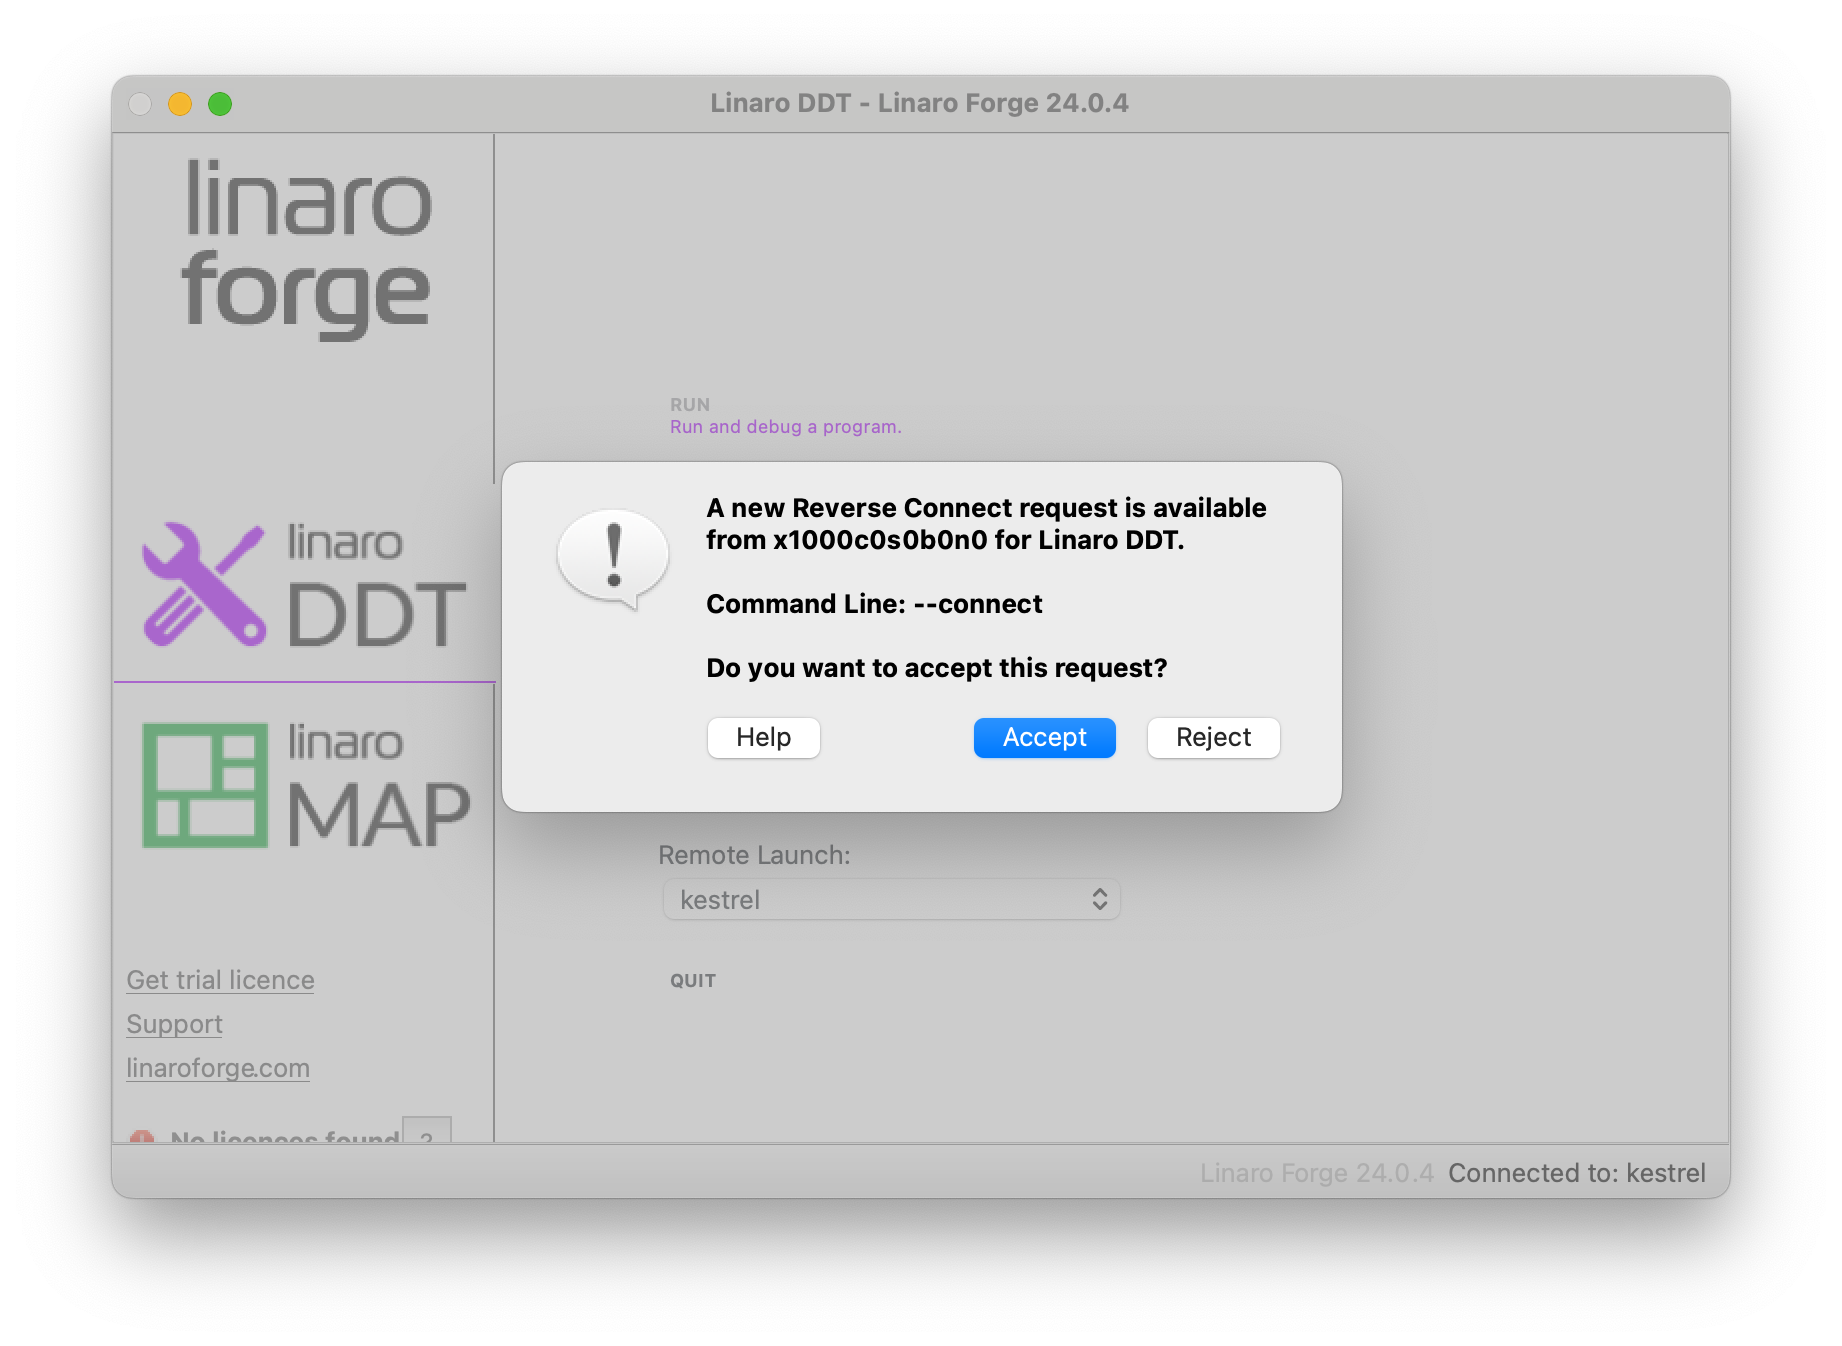 Linaro DDT - Linaro Forge 24.0.4
linaro
forge
RUN
Run and debug a program.
A new Reverse Connect request is available
from x1000c0s0b0n0 for Linaro DDT.
Command Line: --connect
Do you want to accept this request?
Help
Accept
Reject
linaro
DDT
linaro
MAP
Remote Launch:
kestrel
QUIT
Get trial licence
Support
linaroforge.com
No licences found
?
Linaro Forge 24.0.4 Connected to: kestrel